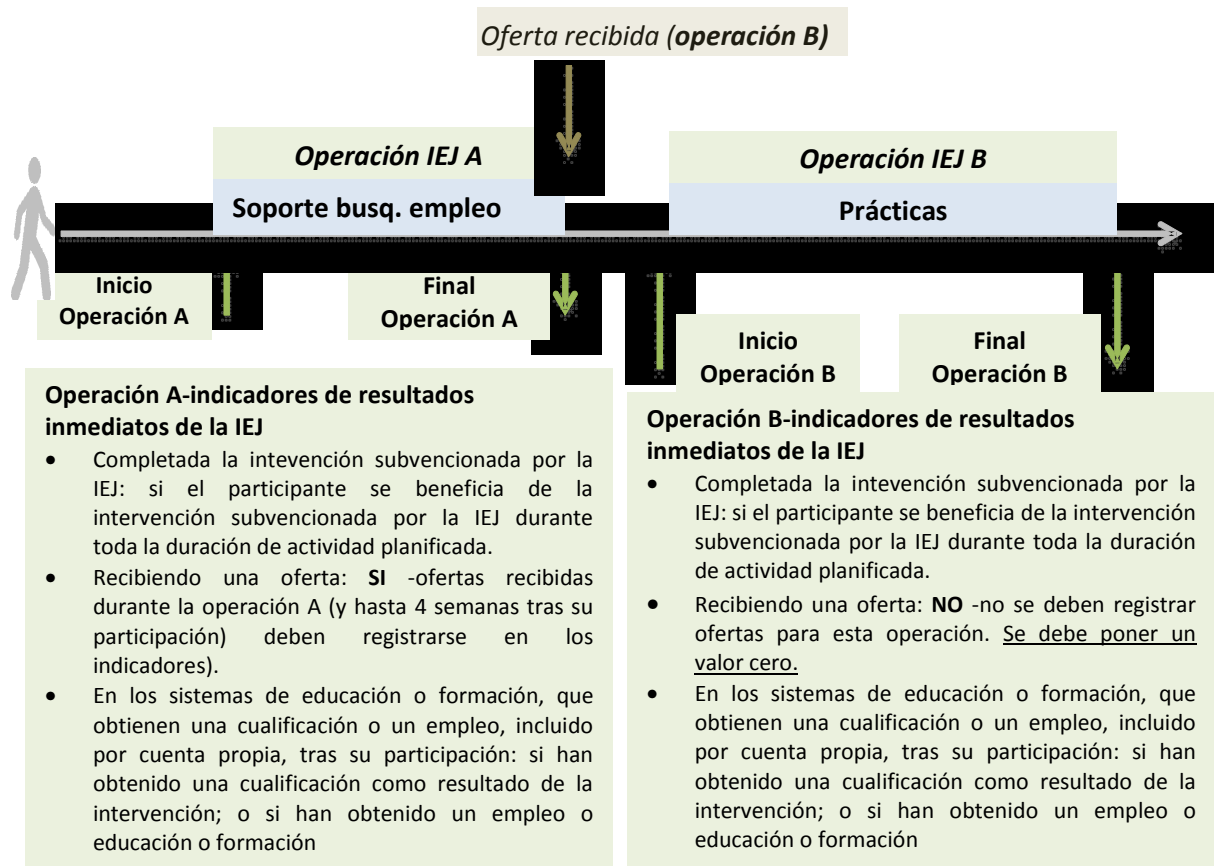 Oferta recibida (operación B)
Operación IEJ A
Soporte busq. empleo
Operación IEJ B
Prácticas
Inicio
Operación A
Final
Operación A
Inicio
Operación B
Final
Operación B
Operación A-indicadores de resultados
inmediatos de la IEJ
• Completada la intevención subvencionada por la
IEJ: si el participante se beneficia de la
intervención subvencionada por la IEJ durante
toda la duración de actividad planificada.
• Recibiendo una oferta: SI -ofertas recibidas
durante la operación A (y hasta 4 semanas tras su
participación) deben registrarse en los
indicadores).
• En los sistemas de educación o formación, que
obtienen una cualificación o un empleo, incluido
por cuenta propia, tras su participación: si han
obtenido una cualificación como resultado de la
intervención; o si han obtenido un empleo o
educación o formación
Operación B-indicadores de resultados
inmediatos de la IEJ
• Completada la intevención subvencionada por la
IEJ: si el participante se beneficia de la intervención
subvencionada por la IEJ durante toda la duración
de actividad planificada.
• Recibiendo una oferta: NO -no se deben registrar
ofertas para esta operación. Se debe poner un
valor cero.
• En los sistemas de educación o formación, que
obtienen una cualificación o un empleo, incluido
por cuenta propia, tras su participación: si han
obtenido una cualificación como resultado de la
intervención; o si han obtenido un empleo o
educación o formación